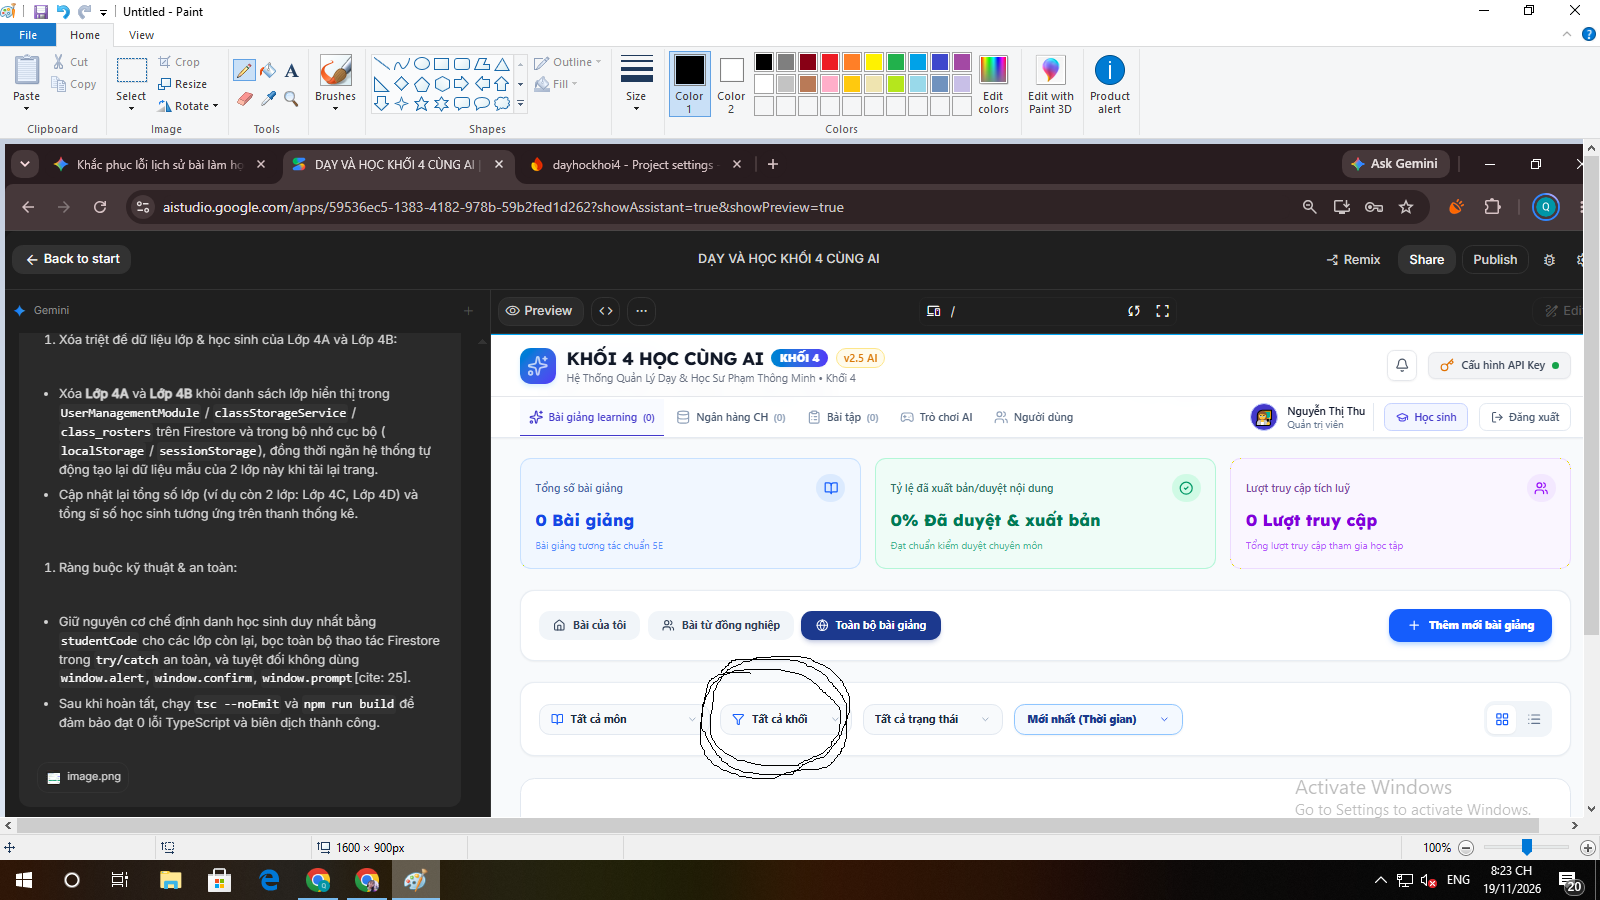 Untitled - Paint
File
Home
View
Paste
Cut
Copy
Clipboard
Select
Crop
Resize
Rotate
Image
Tools
Brushes
Shapes
Outline
Fill
Size
Color 1
Color 2
Colors
Edit colors
Edit with Paint 3D
Product alert
Khắc phục lỗi lịch sử bài làm họ
DẠY VÀ HỌC KHỐI 4 CÙNG AI |
dayhockhoi4 - Project settings
Ask Gemini
aistudio.google.com/apps/59536ec5-1383-4182-978b-59b2fed1d262?showAssistant=true&showPreview=true
Q
Back to start
DẠY VÀ HỌC KHỐI 4 CÙNG AI
Remix
Share
Publish
Gemini
Preview
/
Edi
1. Xóa triệt để dữ liệu lớp & học sinh của Lớp 4A và Lớp 4B:
• Xóa Lớp 4A và Lớp 4B khỏi danh sách lớp hiển thị trong
UserManagementModule / classStorageService /
class_rosters trên Firestore và trong bộ nhớ cục bộ (
localStorage / sessionStorage), đồng thời ngăn hệ thống tự
động tạo lại dữ liệu mẫu của 2 lớp này khi tải lại trang.
• Cập nhật lại tổng số lớp (ví dụ còn 2 lớp: Lớp 4C, Lớp 4D) và
tổng sĩ số học sinh tương ứng trên thanh thống kê.
1. Ràng buộc kỹ thuật & an toàn:
• Giữ nguyên cơ chế định danh học sinh duy nhất bằng
studentCode cho các lớp còn lại, bọc toàn bộ thao tác Firestore
trong try/catch an toàn, và tuyệt đối không dùng
window.alert, window.confirm, window.prompt[cite: 25].
• Sau khi hoàn tất, chạy tsc --noEmit và npm run build để
đảm bảo đạt 0 lỗi TypeScript và biên dịch thành công.
image.png
KHỐI 4 HỌC CÙNG AI
KHỐI 4
v2.5 AI
Hệ Thống Quản Lý Dạy & Học Sư Phạm Thông Minh • Khối 4
Cấu hình API Key
Bài giảng learning (0)
Ngân hàng CH (0)
Bài tập (0)
Trò chơi AI
Người dùng
Nguyễn Thị Thu
Quản trị viên
Học sinh
Đăng xuất
Tổng số bài giảng
0 Bài giảng
Bài giảng tương tác chuẩn 5E
Tỷ lệ đã xuất bản/duyệt nội dung
0% Đã duyệt & xuất bản
Đạt chuẩn kiểm duyệt chuyên môn
Lượt truy cập tích luỹ
0 Lượt truy cập
Tổng lượt truy cập tham gia học tập
Bài của tôi
Bài từ đồng nghiệp
Toàn bộ bài giảng
+ Thêm mới bài giảng
Tất cả môn
Tất cả khối
Tất cả trạng thái
Mới nhất (Thời gian)
Activate Windows
Go to Settings to activate Windows.
1600 × 900px
100%
ENG
8:23 CH
19/11/2026
20